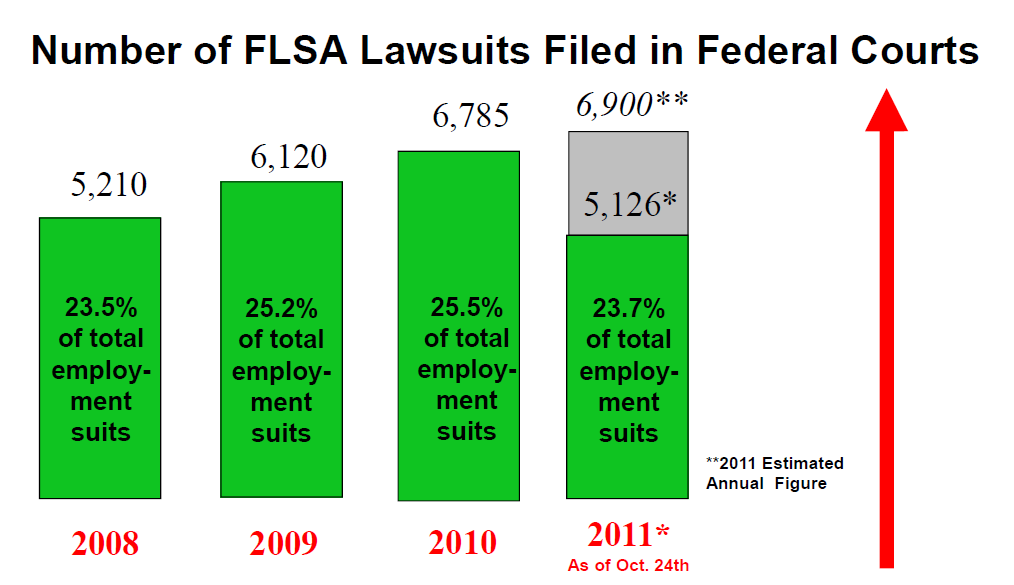 Number of FLSA Lawsuits Filed in Federal Courts
5,210
6,120
6,785
6,900**
5,126*
23.5%
of total
employ-
ment
suits
25.2%
of total
employ-
ment
suits
25.5%
of total
employ-
ment
suits
23.7%
of total
employ-
ment
suits
**2011 Estimated
Annual Figure
2008
2009
2010
2011*
As of Oct. 24th